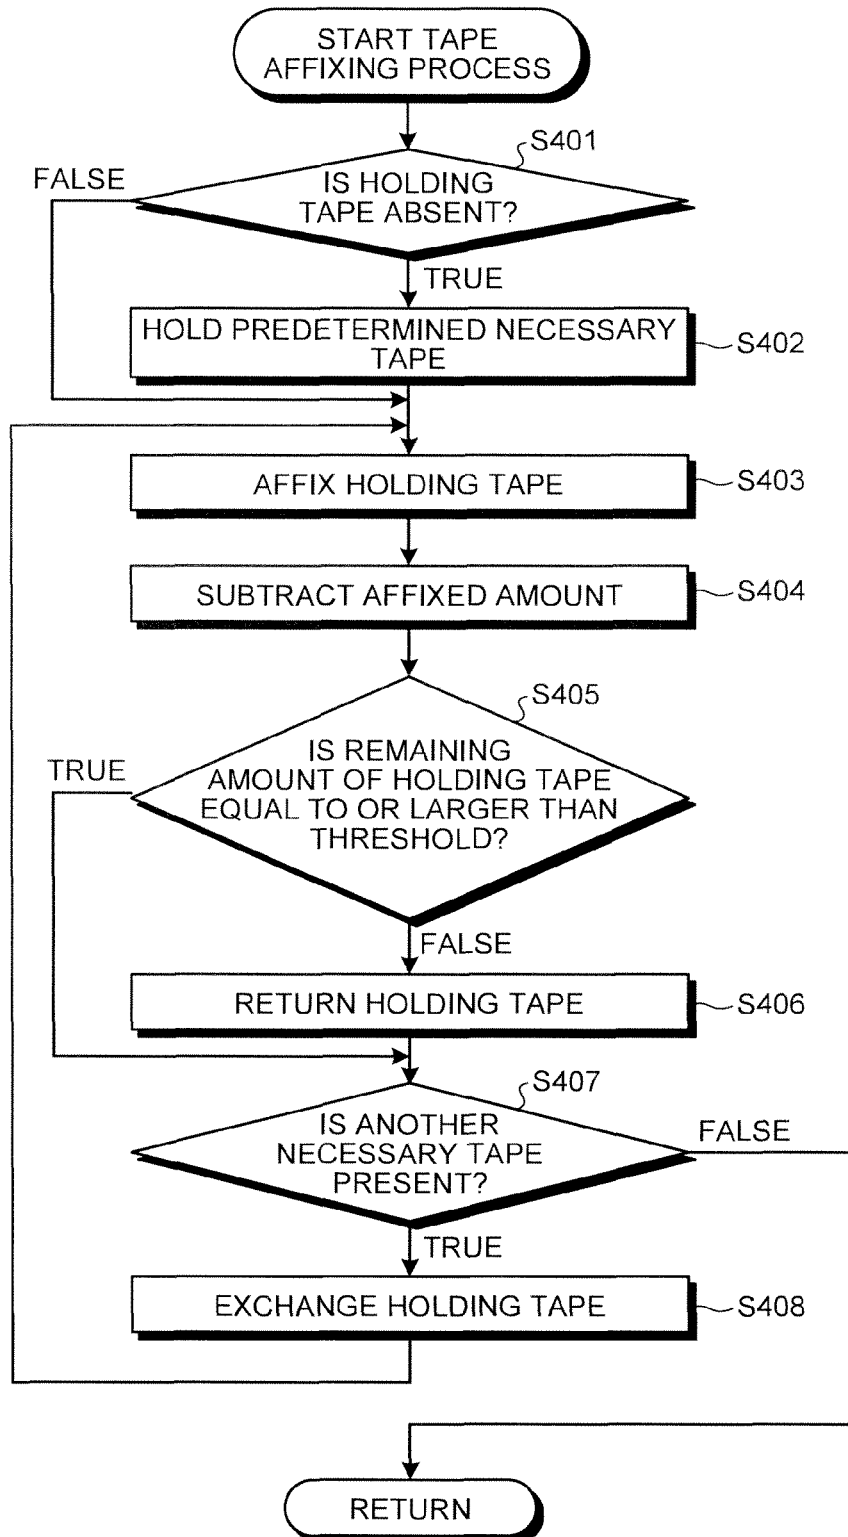 START TAPE
AFFIXING PROCESS
S401
FALSE
IS HOLDING
TAPE ABSENT?
TRUE
HOLD PREDETERMINED NECESSARY
TAPE
S402
AFFIX HOLDING TAPE
S403
SUBTRACT AFFIXED AMOUNT
S404
S405
TRUE
IS REMAINING
AMOUNT OF HOLDING TAPE
EQUAL TO OR LARGER THAN
THRESHOLD?
FALSE
RETURN HOLDING TAPE
S406
S407
IS ANOTHER
NECESSARY TAPE
PRESENT?
FALSE
TRUE
EXCHANGE HOLDING TAPE
S408
RETURN